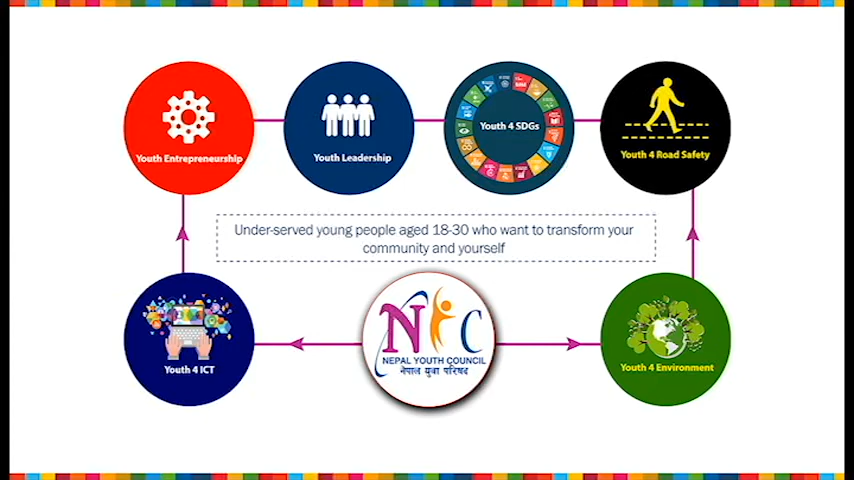 Youth Entrepreneurship
Youth Leadership
Youth 4 SDGs
Youth 4 Road Safety
Under-served young people aged 18-30 who want to transform your
community and yourself
Youth 4 ICT
NYC
NEPAL YOUTH COUNCIL
नेपाल युवा परिषद
Youth 4 Environment